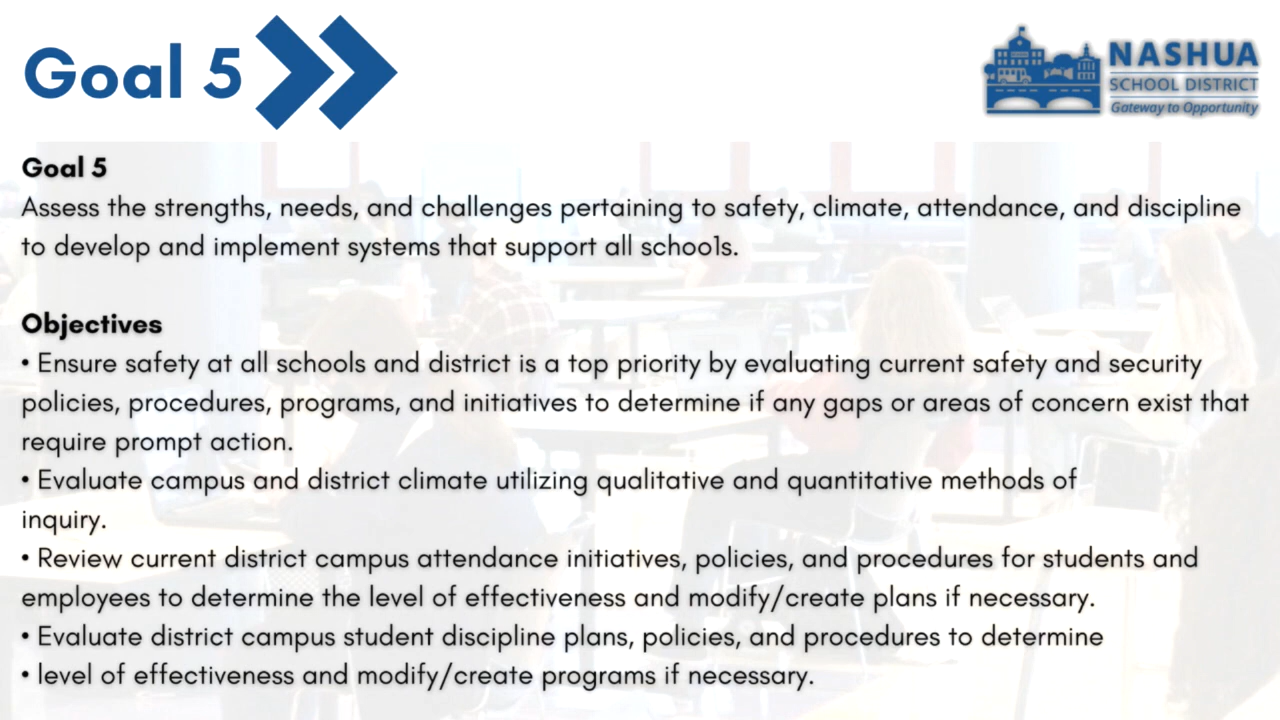 Goal 5
NASHUA
SCHOOL DISTRICT
Gateway to Opportunity
Goal 5
Assess the strengths, needs, and challenges pertaining to safety, climate, attendance, and discipline
to develop and implement systems that support all schoo1s.
Objectives
• Ensure safety at all schools and district is a top priority by evaluating current safety and security
policies, procedures, programs, and initiatives to determine if any gaps or areas of concern exist that
require prompt action.
• Evaluate campus and district climate utilizing qualitative and quantitative methods of
inquiry.
• Review current district campus attendance initiatives, policies, and procedures for students and
employees to determine the level of effectiveness and modify/create plans if necessary.
• Evaluate district campus student discipline plans, policies, and procedures to determine
• level of effectiveness and modify/create programs if necessary.